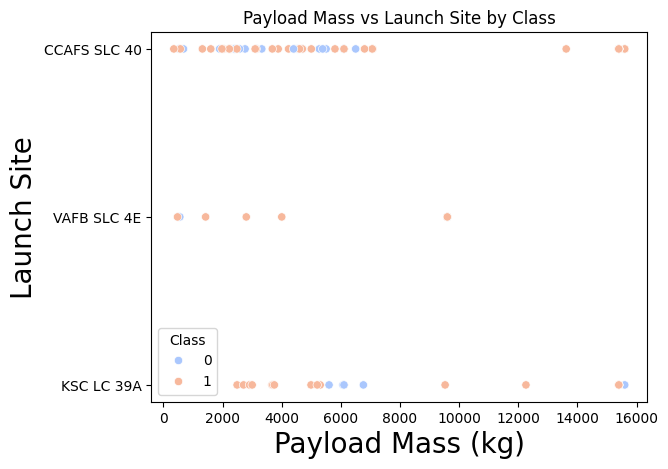 Payload Mass vs Launch Site by Class
Launch Site
CCAFS SLC 40
VAFB SLC 4E
KSC LC 39A
Class
0
1
0 2000 4000 6000 8000 10000 12000 14000 16000
Payload Mass (kg)